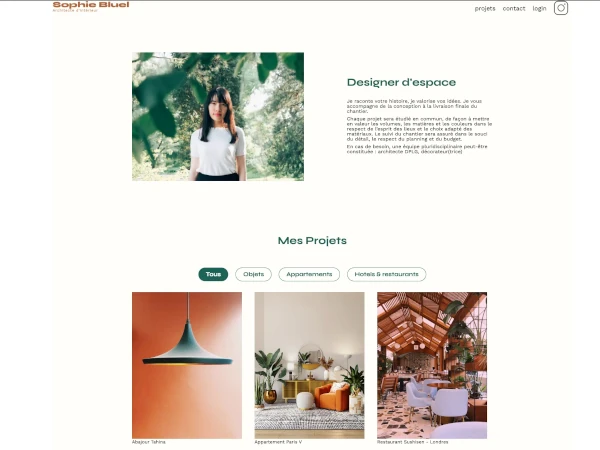 Sophie Bluel
Architecte d'intérieur
projets contact login
Designer d'espace
Je raconte votre histoire, je valorise vos idées. Je vous
accompagne de la conception à la livraison finale du
chantier.
Chaque projet sera étudié en commun, de façon à mettre
en valeur les volumes, les matières et les couleurs dans le
respect de l'esprit des lieux et le choix adapté des
matériaux. Le suivi du chantier sera assuré dans le souci
du détail, le respect du planning et du budget.
En cas de besoin, une équipe pluridisciplinaire peut-être
constituée : architecte DPLG, décorateur(trice)
Mes Projets
Tous Objets Appartements Hotels & restaurants
Abajour Tahina Appartement Paris V Restaurant Sushisen - Londres